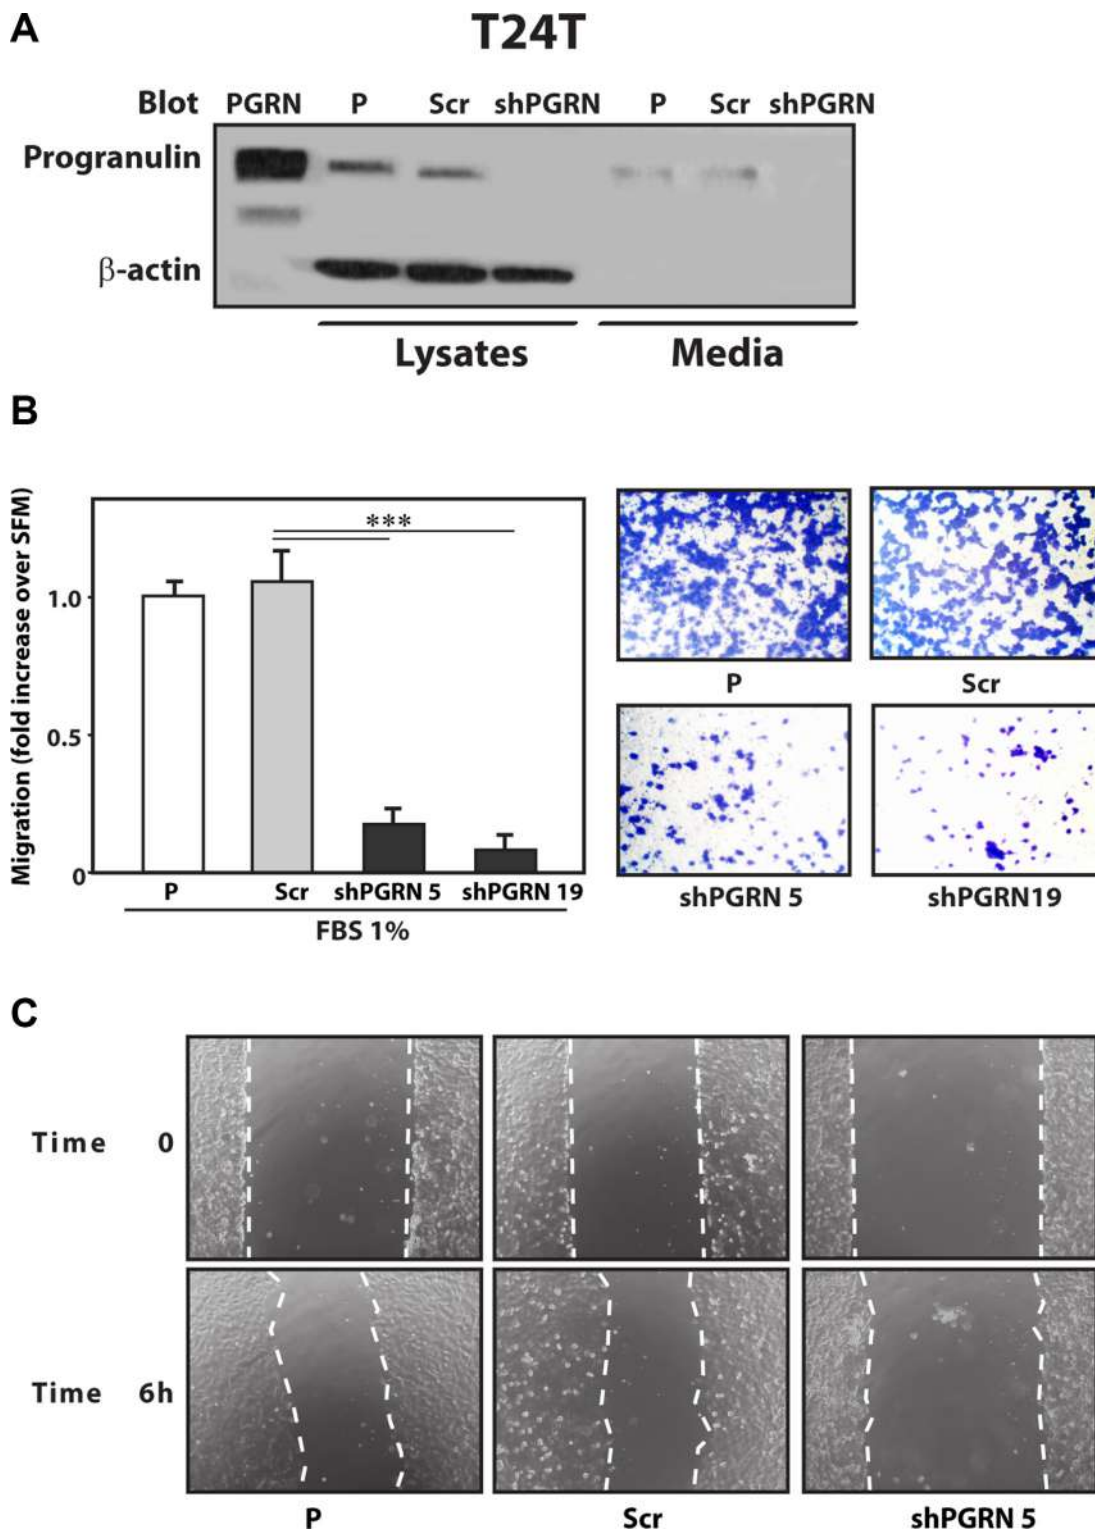 A
T24T
Blot PGRN P Scr shPGRN P Scr shPGRN
Progranulin
β-actin
Lysates Media
B
Migration (fold increase over SFM)
***
1.0
0.5
0
P Scr shPGRN 5 shPGRN 19
FBS 1%
P Scr
shPGRN 5 shPGRN19
C
Time 0
Time 6h
P Scr shPGRN 5